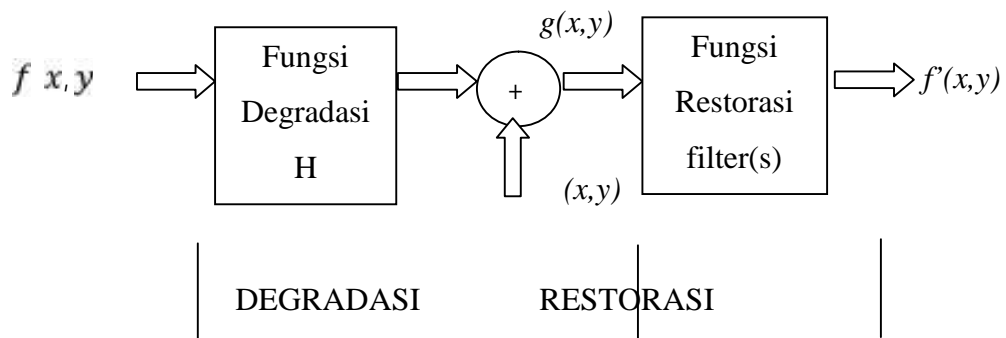 f x, y
Fungsi
Degradasi
H
+
g(x,y)
(x,y)
Fungsi
Restorasi
filter(s)
f'(x,y)
DEGRADASI RESTORASI